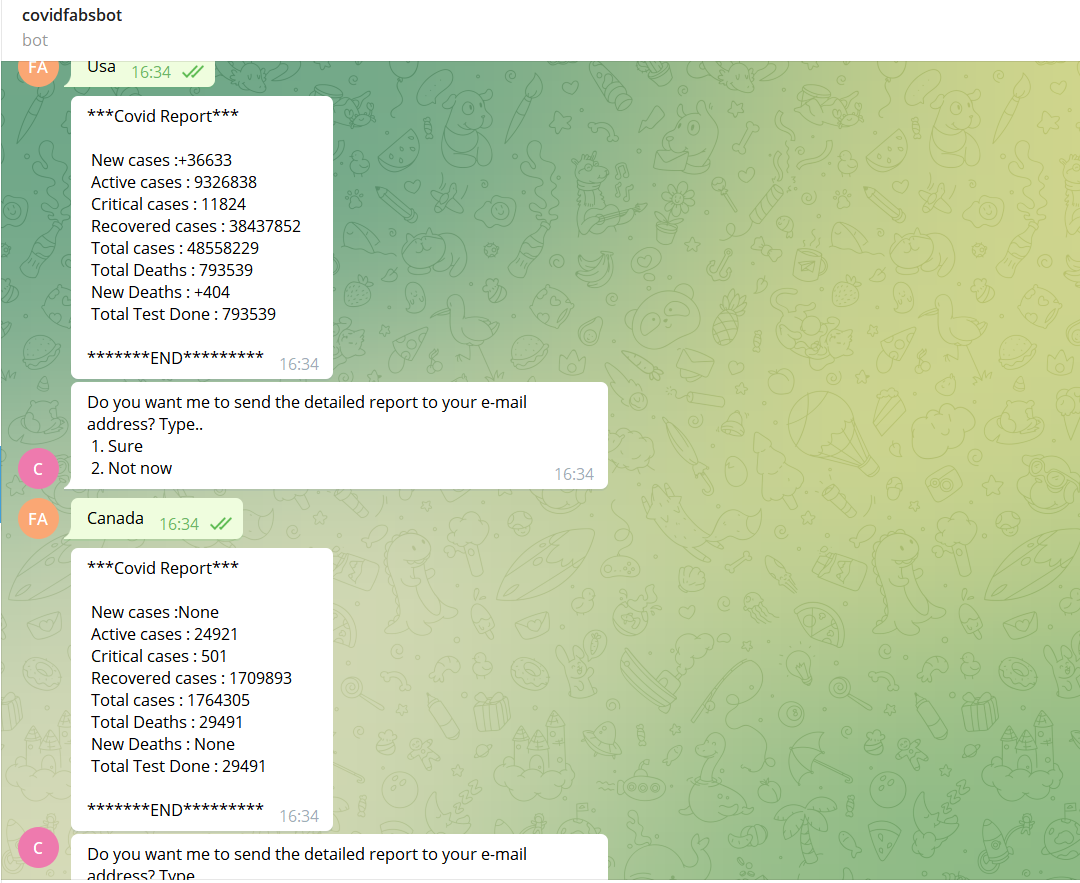 covidfabsbot
bot
FA
Usa 16:34
***Covid Report***
New cases :+36633
Active cases : 9326838
Critical cases : 11824
Recovered cases : 38437852
Total cases : 48558229
Total Deaths : 793539
New Deaths : +404
Total Test Done : 793539
*******END********* 16:34
Do you want me to send the detailed report to your e-mail
address? Type..
1. Sure
2. Not now
16:34
C
FA
Canada 16:34
***Covid Report***
New cases :None
Active cases : 24921
Critical cases : 501
Recovered cases : 1709893
Total cases : 1764305
Total Deaths : 29491
New Deaths : None
Total Test Done : 29491
*******END********* 16:34
C
Do you want me to send the detailed report to your e-mail
address? Type